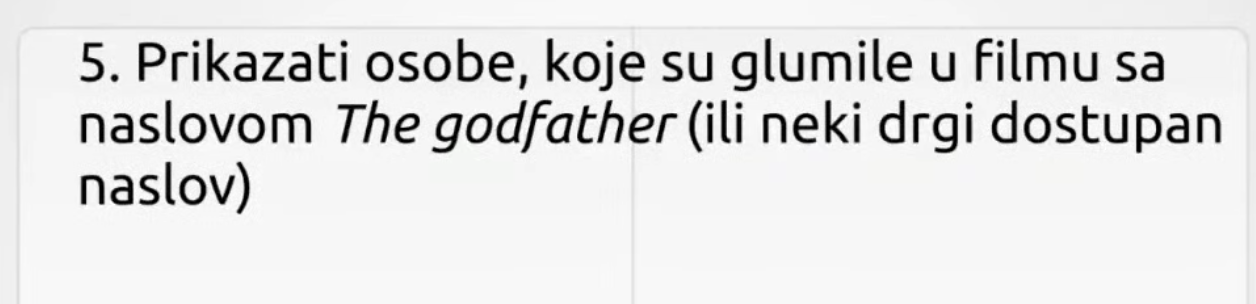 5. Prikazati osobe, koje su glumile u filmu sa
naslovom The godfather (ili neki drgi dostupan
naslov)